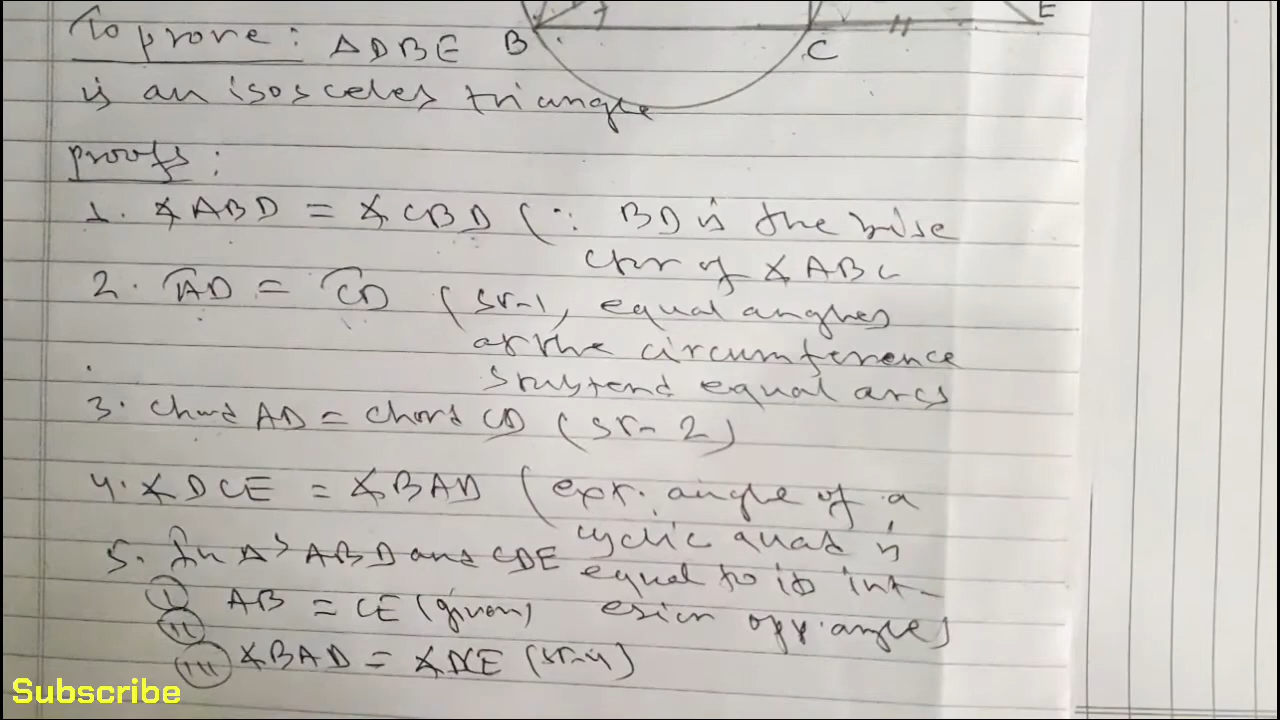 E
To prove: ΔDBE B C
is an isosceles triangle
proofs:
1. ∡ABD = ∡CBD (∵ BD is the bise
ctor of ∡ABC
2. AD = CD (sr-1, equal angles
at the circumference
subtend equal arcs
3. Chord AD = chord CD (sr-2)
4. ∡DCE = ∡BAD (ext. angle of a
cyclic quad is
5. In Δs ABD and CDE equal to its int-
(I) AB = CE (given) erior opp. angle)
(II)
(III) ∡BAD = ∡DCE (sr-4)
Subscribe